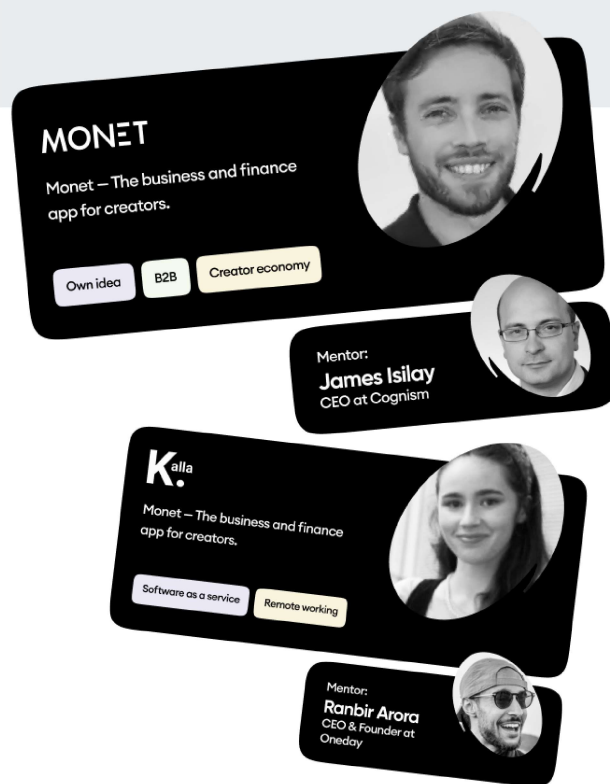 MONET
Monet — The business and finance
app for creators.
Own idea
B2B
Creator economy
Mentor:
James Isilay
CEO at Cognism
Kalla.
Monet — The business and finance
app for creators.
Software as a service
Remote working
Mentor:
Ranbir Arora
CEO & Founder at
Oneday